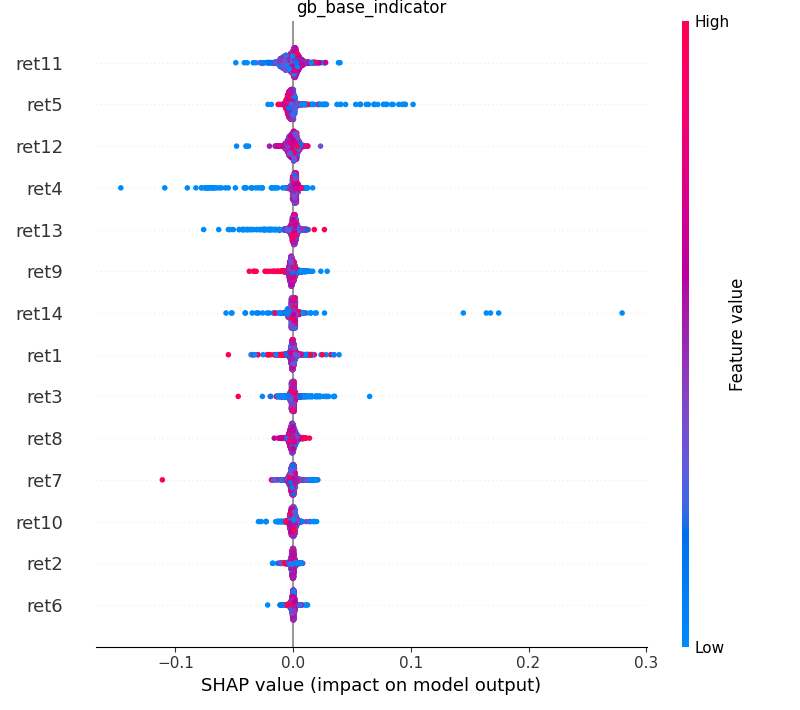 gb_base_indicator
High
ret11
ret5
ret12
ret4
ret13
ret9
ret14
ret1
ret3
ret8
ret7
ret10
ret2
ret6
Feature value
Low
−0.1 0.0 0.1 0.2 0.3
SHAP value (impact on model output)